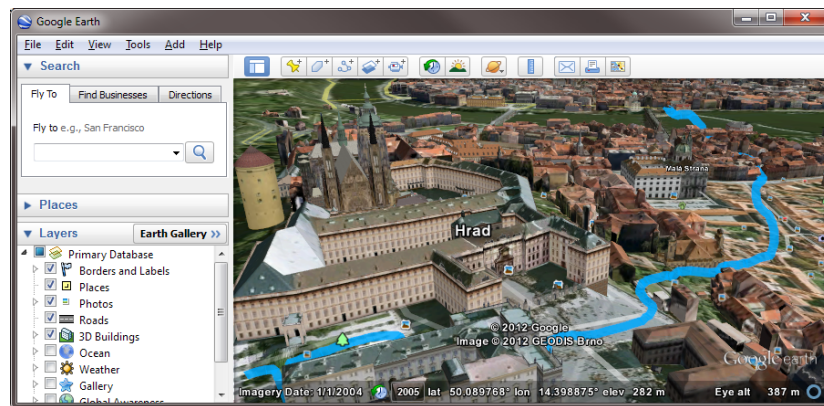 Google Earth
File Edit View Tools Add Help
Search
Fly To Find Businesses Directions
Fly to e.g., San Francisco
Places
Layers Earth Gallery >>
Primary Database
Borders and Labels
Places
Photos
Roads
3D Buildings
Ocean
Weather
Gallery
Global Awareness
Malá Strana
Hrad
© 2012 Google
Image © 2012 GEODIS Brno
Google earth
Imagery Date: 1/1/2004 2005 lat 50.089768° lon 14.398875° elev 282 m Eye alt 387 m